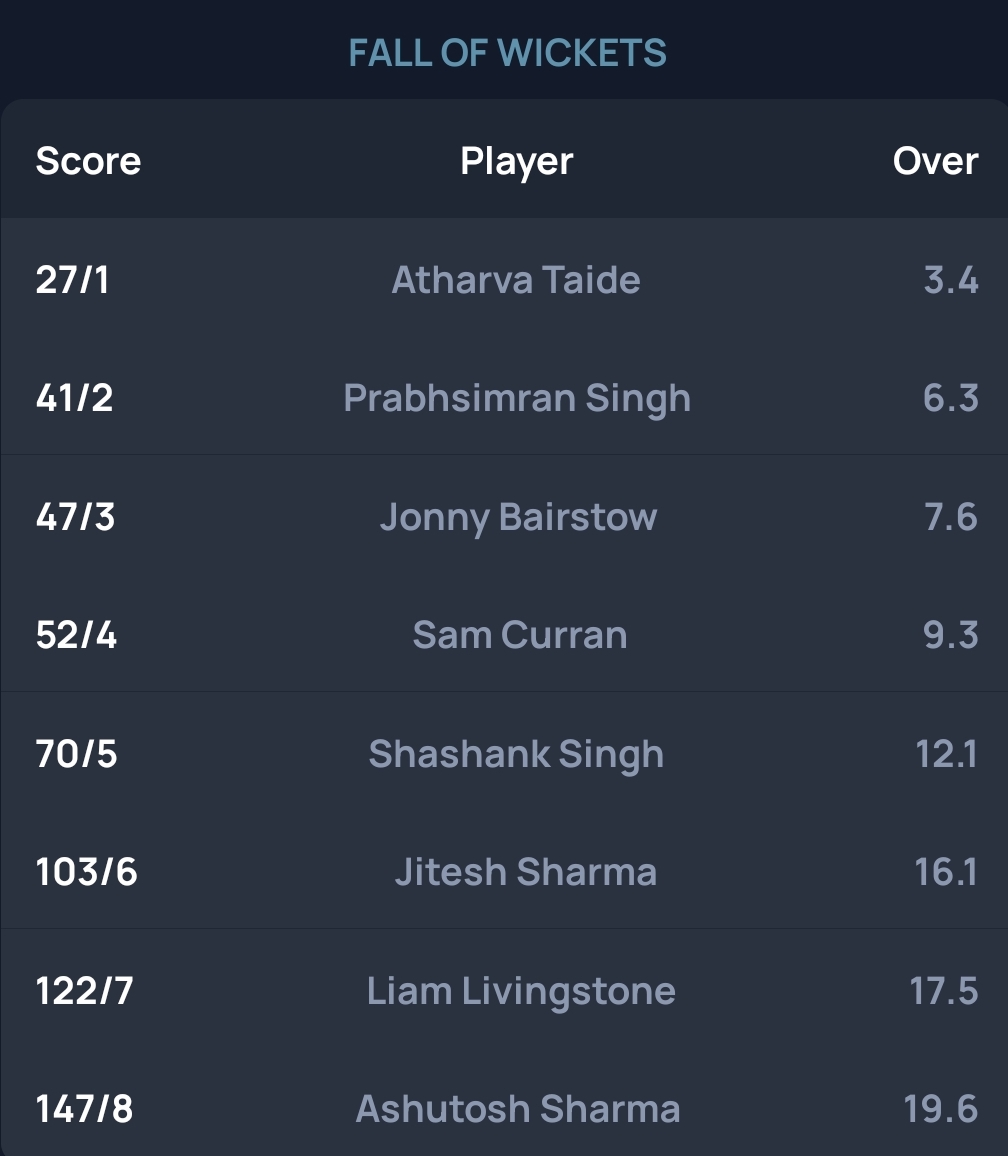 FALL OF WICKETS
Score Player Over
27/1 Atharva Taide 3.4
41/2 Prabhsimran Singh 6.3
47/3 Jonny Bairstow 7.6
52/4 Sam Curran 9.3
70/5 Shashank Singh 12.1
103/6 Jitesh Sharma 16.1
122/7 Liam Livingstone 17.5
147/8 Ashutosh Sharma 19.6